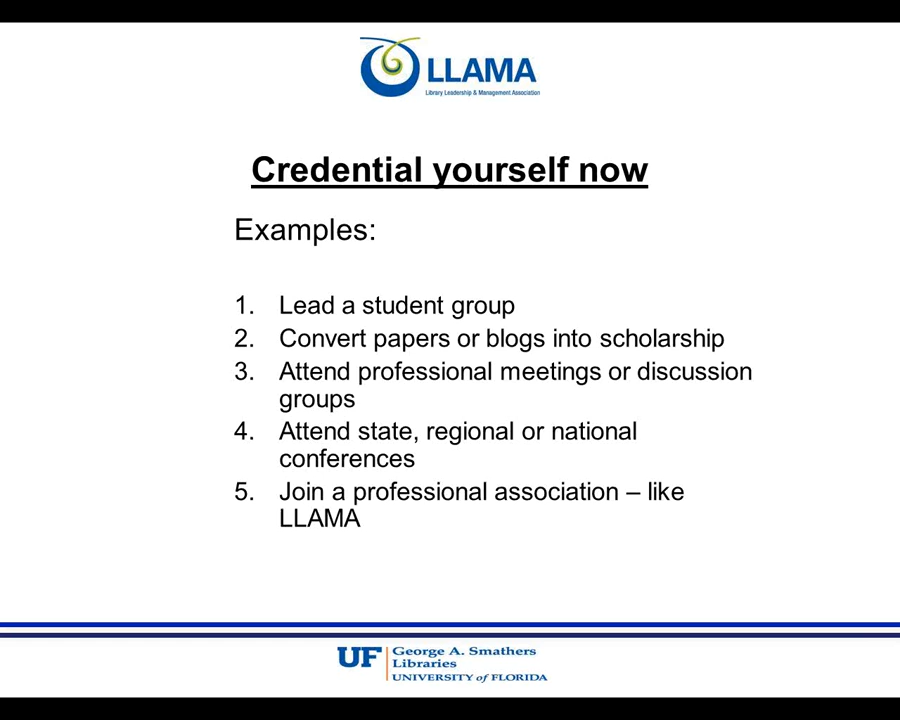 LLAMA
Library Leadership & Management Association
Credential yourself now
Examples:
1. Lead a student group
2. Convert papers or blogs into scholarship
3. Attend professional meetings or discussion
groups
4. Attend state, regional or national
conferences
5. Join a professional association – like
LLAMA
UF George A. Smathers
Libraries
UNIVERSITY of FLORIDA